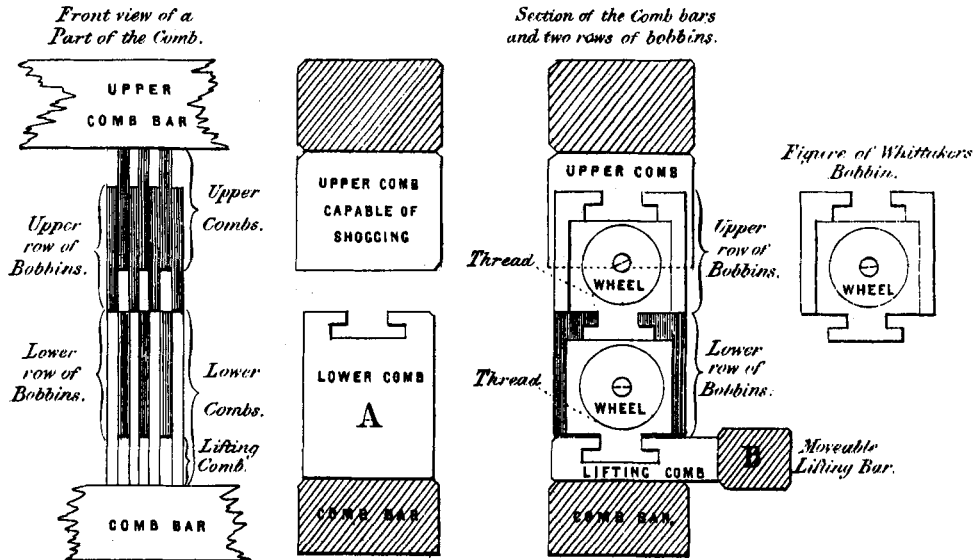 Front view of a
Part of the Comb.
UPPER
COMB BAR
Upper
Combs.
Upper
row of
Bobbins.
Lower
row of
Bobbins.
Lower
Combs.
Lifting
Comb.
COMB BAR
UPPER COMB
CAPABLE OF
SHOGGING
LOWER COMB
A
COMB BAR
Section of the Comb bars
and two rows of bobbins.
UPPER COMB
Upper
row of
Bobbins.
Thread
WHEEL
Lower
row of
Bobbins.
Thread
WHEEL
LIFTING COMB
B
Moveable
Lifting Bar.
COMB BAR.
Figure of Whittakers
Bobbin.
WHEEL